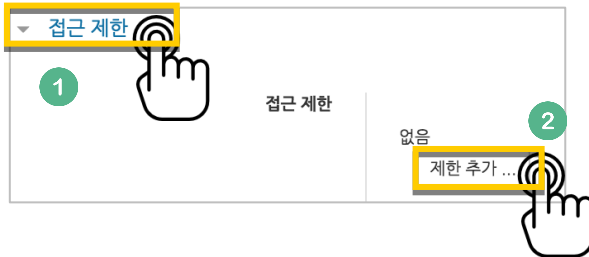 접근 제한
1
접근 제한
2
없음
제한 추가 ...